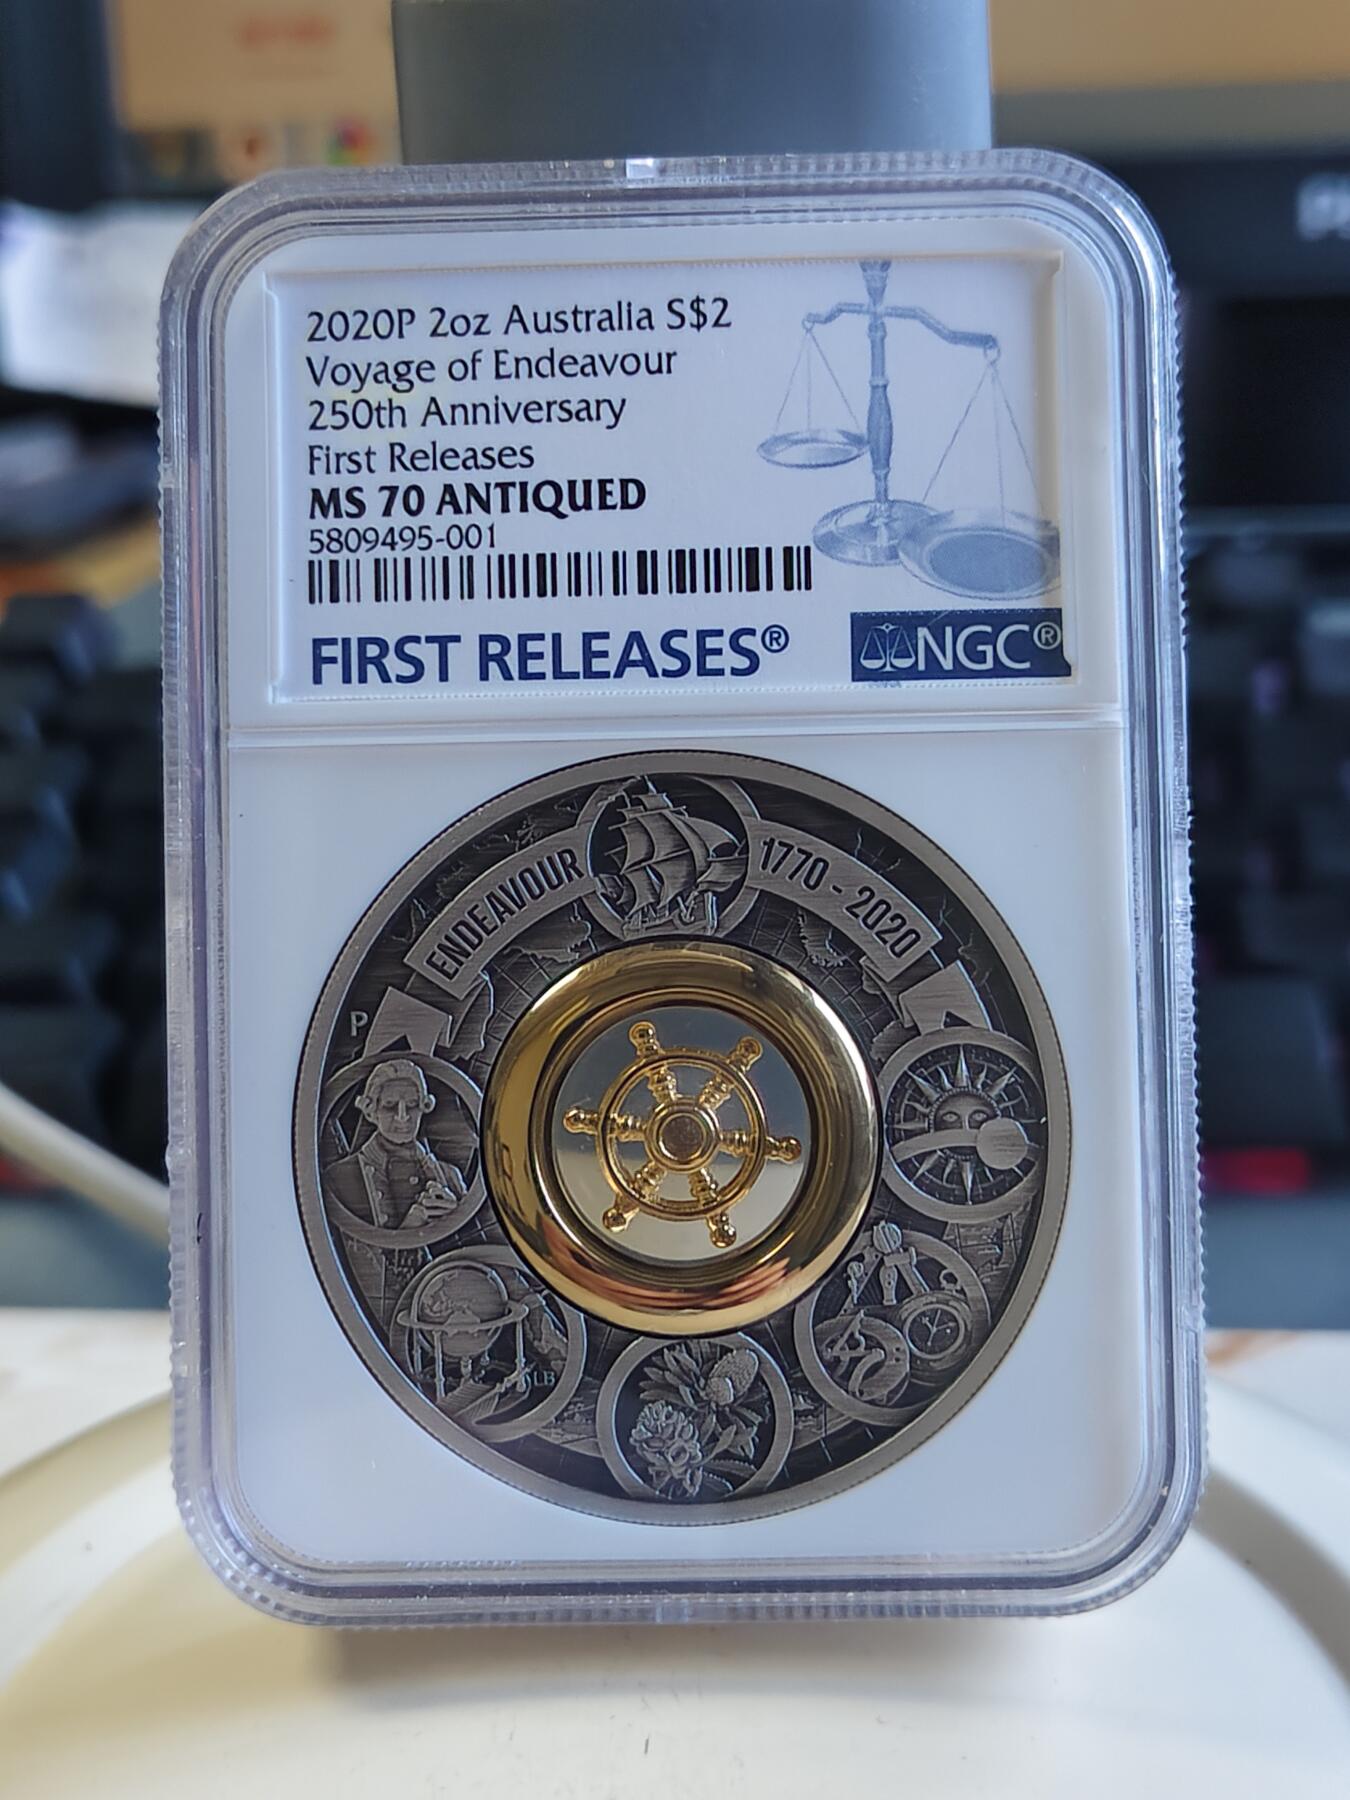 2020P 2oz Australia S$2
Voyage of Endeavour
250th Anniversary
First Releases
MS 70 ANTIQUED
5809495-001
FIRST RELEASES®
NGC®
ENDEAVOUR 1770 - 2020
P
LB